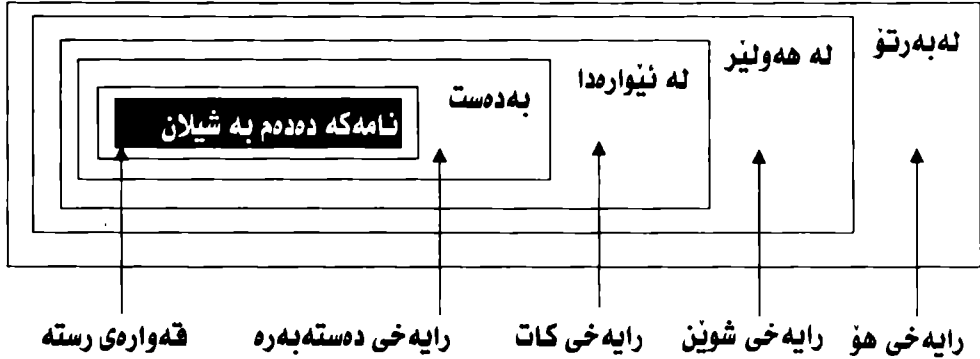 لەبەرتۆ
لە هەولێر
لە ئێوارەدا
بەدەست
نامەکە دەدەم بە شیلان
رایەخی هۆ
رایەخی شوێن
رایەخی کات
رایەخی دەستەبەرە
قەوارەی رستە